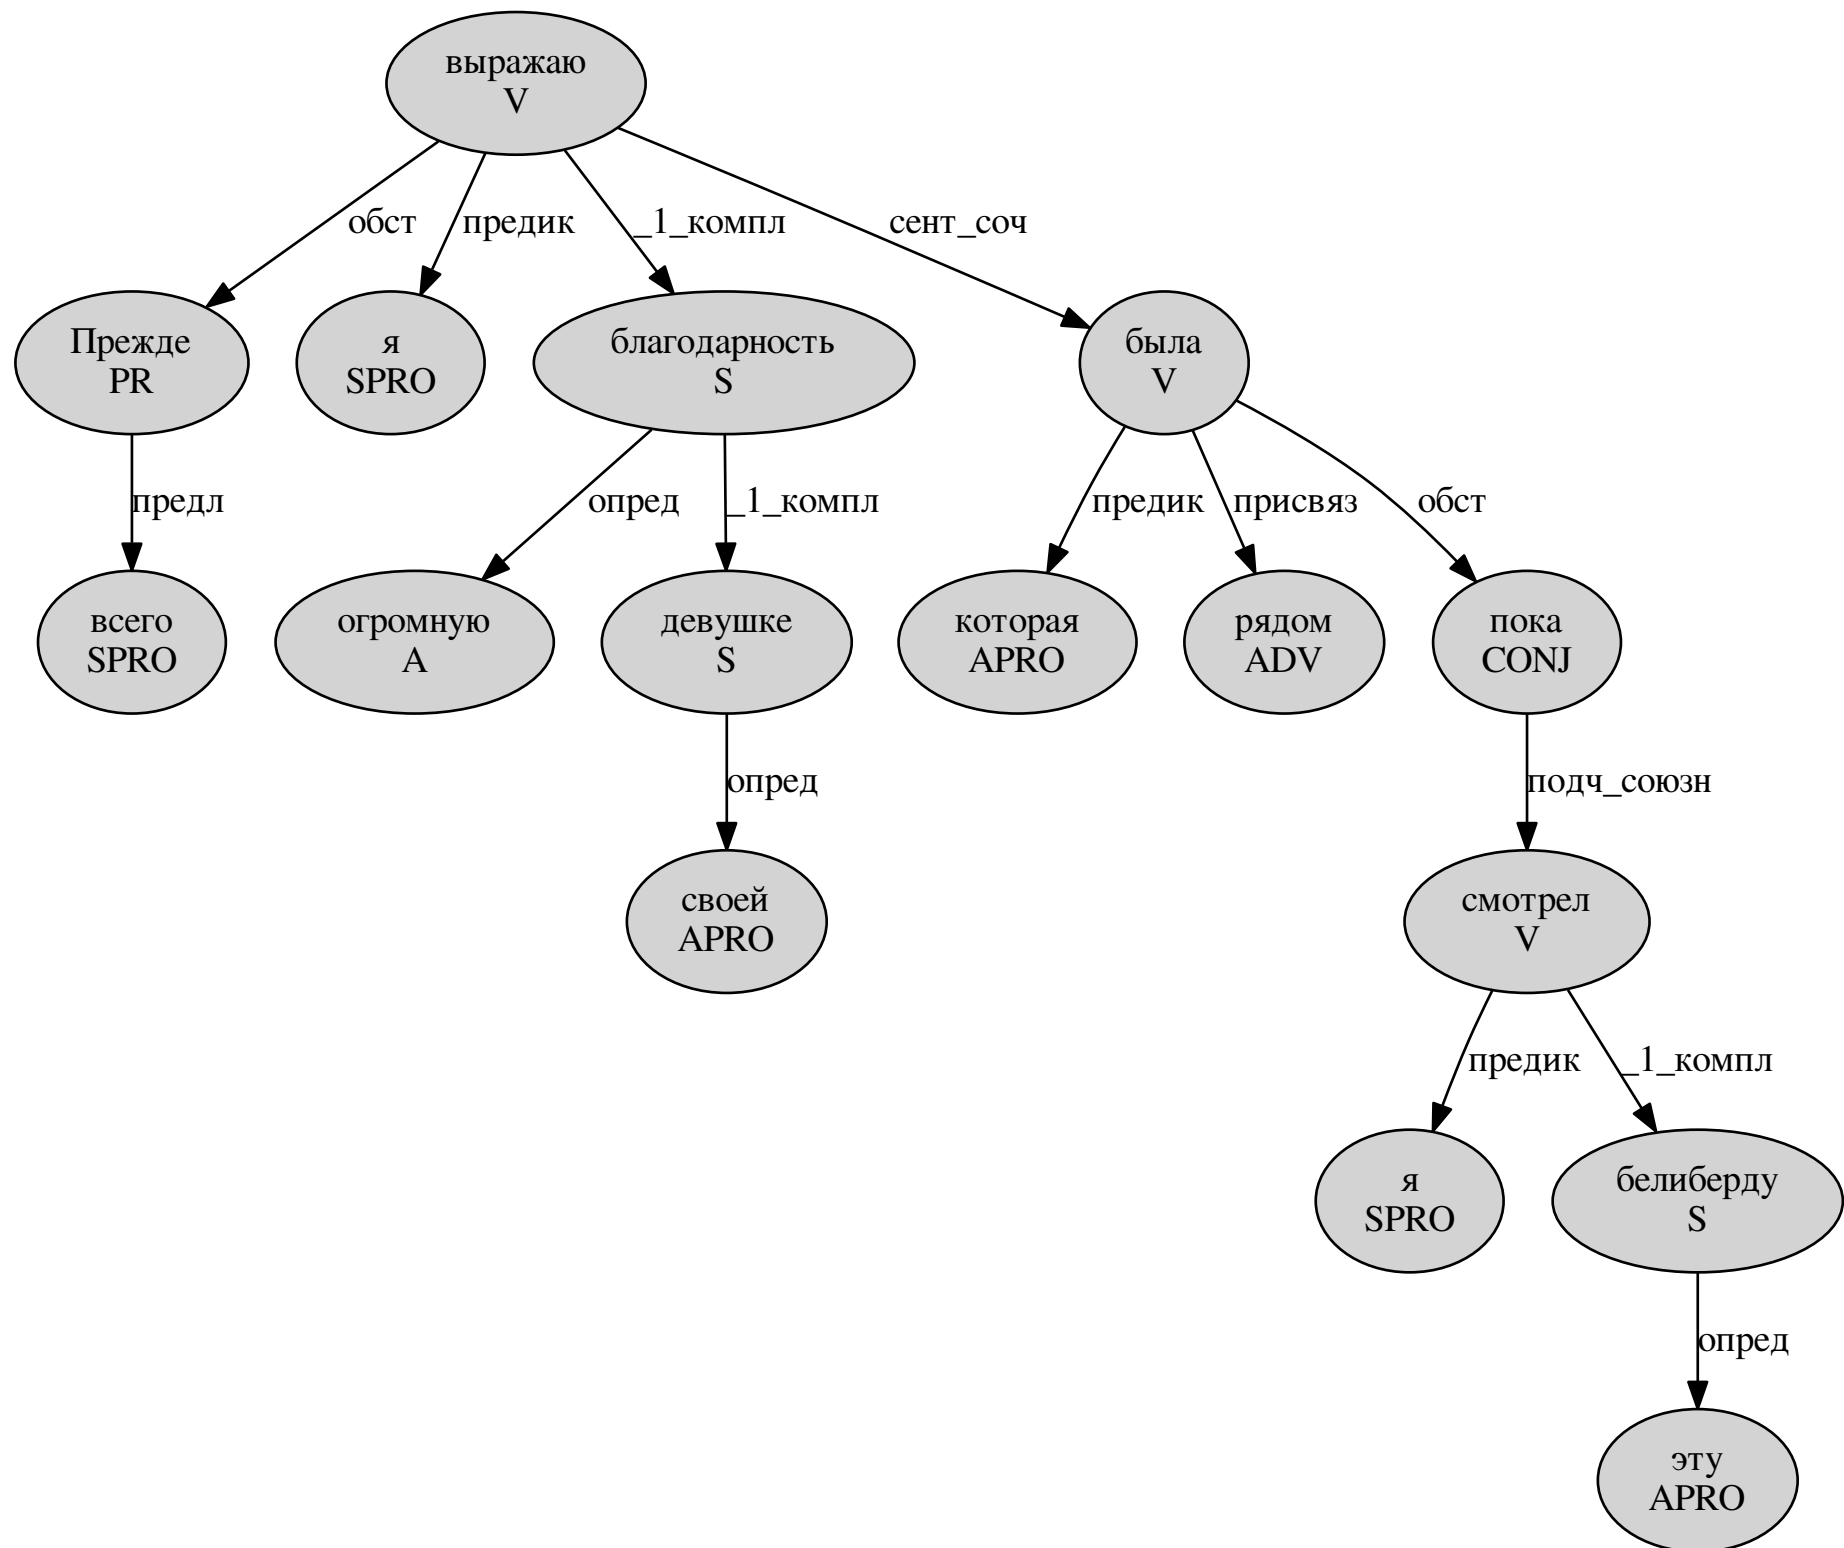 выражаю
V
обст
предик
_1_компл
сент_соч
Прежде
PR
я
SPRO
благодарность
S
была
V
предл
опред
_1_компл
предик
присвяз
обст
всего
SPRO
огромную
A
девушке
S
которая
APRO
рядом
ADV
пока
CONJ
опред
подч_союзн
своей
APRO
смотрел
V
предик
_1_компл
я
SPRO
белиберду
S
опред
эту
APRO